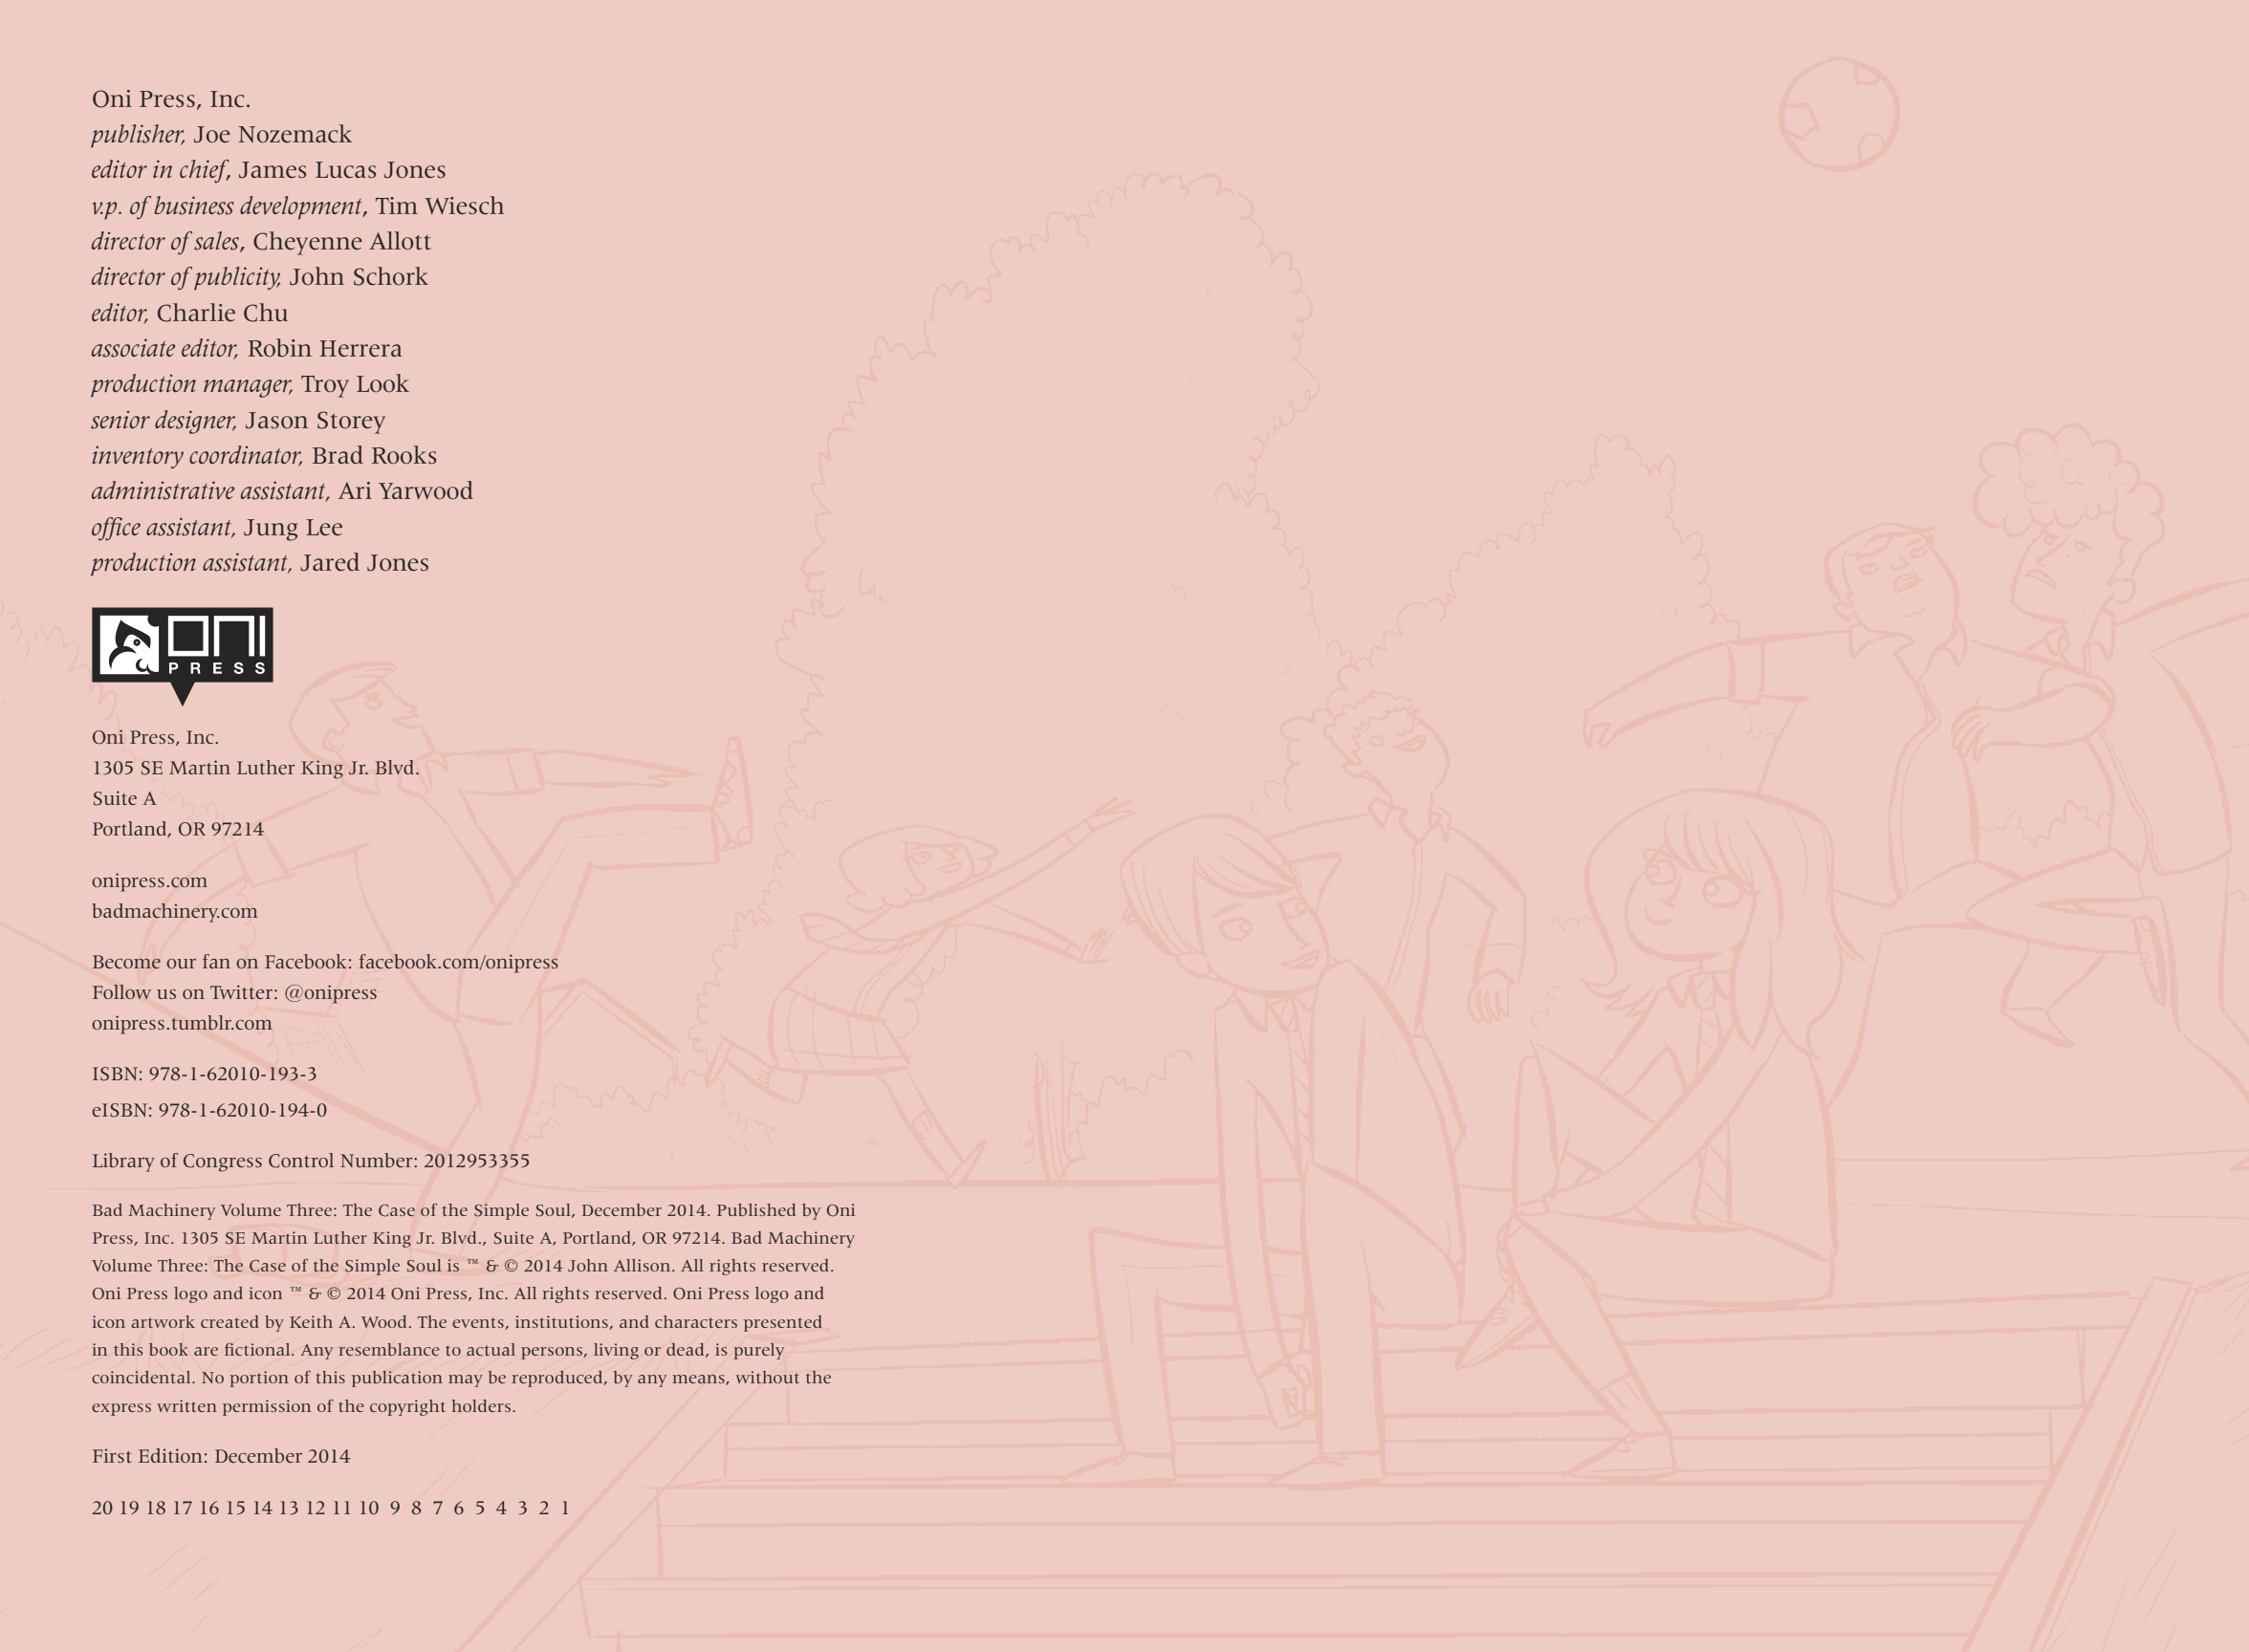 Oni Press, Inc.
publisher, Joe Nozemack
editor in chief, James Lucas Jones
v.p. of business development, Tim Wiesch
director of sales, Cheyenne Allott
director of publicity, John Schork
editor, Charlie Chu
associate editor, Robin Herrera
production manager, Troy Look
senior designer, Jason Storey
inventory coordinator, Brad Rooks
administrative assistant, Ari Yarwood
office assistant, Jung Lee
production assistant, Jared Jones
ONI
PRESS
Oni Press, Inc.
1305 SE Martin Luther King Jr. Blvd.
Suite A
Portland, OR 97214
onipress.com
badmachinery.com
Become our fan on Facebook: facebook.com/onipress
Follow us on Twitter: @onipress
onipress.tumblr.com
ISBN: 978-1-62010-193-3
eISBN: 978-1-62010-194-0
Library of Congress Control Number: 2012953355
Bad Machinery Volume Three: The Case of the Simple Soul, December 2014. Published by Oni
Press, Inc. 1305 SE Martin Luther King Jr. Blvd., Suite A, Portland, OR 97214. Bad Machinery
Volume Three: The Case of the Simple Soul is ™ & © 2014 John Allison. All rights reserved.
Oni Press logo and icon ™ & © 2014 Oni Press, Inc. All rights reserved. Oni Press logo and
icon artwork created by Keith A. Wood. The events, institutions, and characters presented
in this book are fictional. Any resemblance to actual persons, living or dead, is purely
coincidental. No portion of this publication may be reproduced, by any means, without the
express written permission of the copyright holders.
First Edition: December 2014
20 19 18 17 16 15 14 13 12 11 10 9 8 7 6 5 4 3 2 1